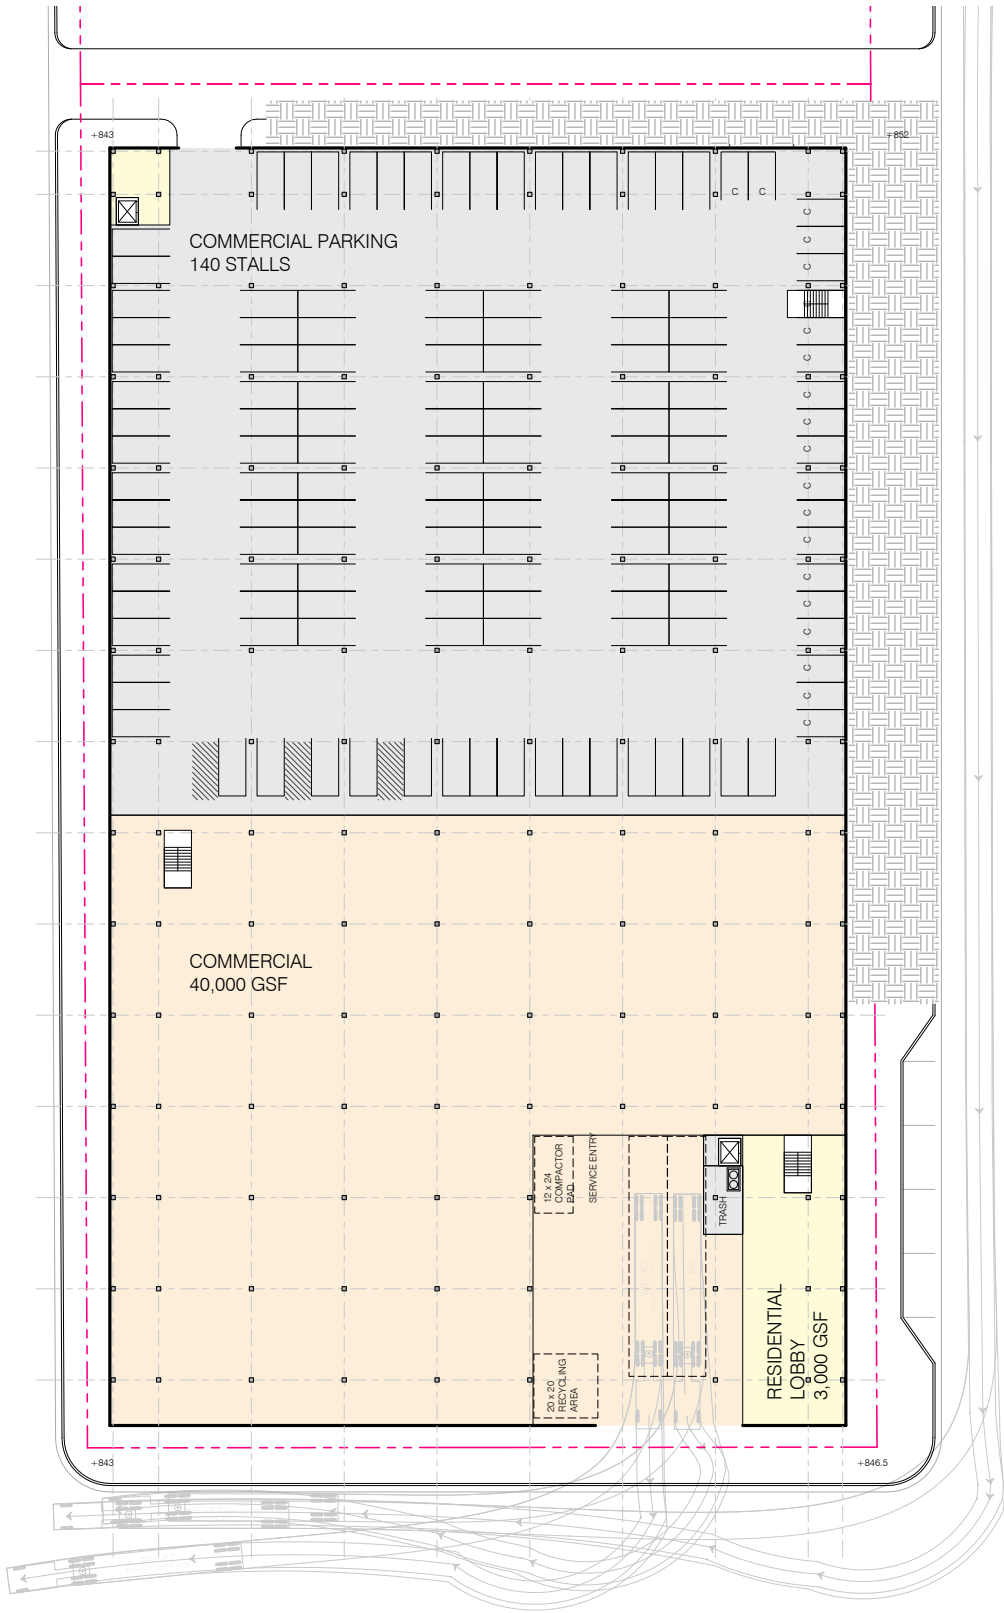 +843
+852
C C
C
C
C
COMMERCIAL PARKING
140 STALLS
C
C
C
C
C
C
C
C
C
C
C
C
C
C
COMMERCIAL
40,000 GSF
12 x 24
COMPACTOR
PAD
SERVICE ENTRY
TRASH
RESIDENTIAL
LOBBY
3,000 GSF
20 x 20
RECYCLING
AREA
+843
+846.5